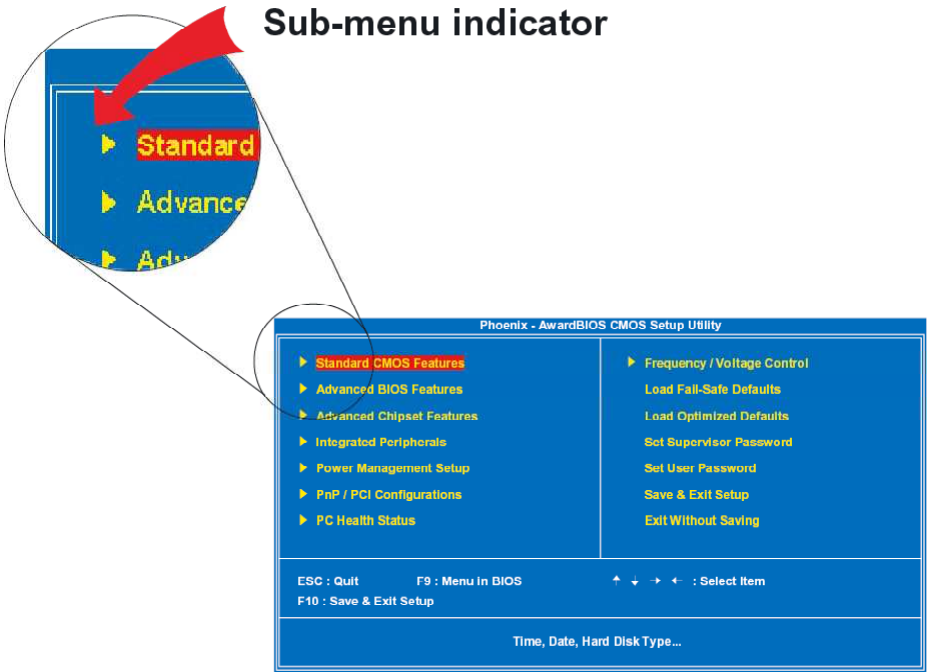 Sub-menu indicator
Standard
Advance
Adv
Phoenix - AwardBIOS CMOS Setup Utility
Standard CMOS Features
Advanced BIOS Features
Advanced Chipset Features
Integrated Peripherals
Power Management Setup
PnP / PCI Configurations
PC Health Status
Frequency / Voltage Control
Load Fail-Safe Defaults
Load Optimized Defaults
Set Supervisor Password
Set User Password
Save & Exit Setup
Exit Without Saving
ESC : Quit F9 : Menu in BIOS ↑ ↓ → ← : Select Item
F10 : Save & Exit Setup
Time, Date, Hard Disk Type...